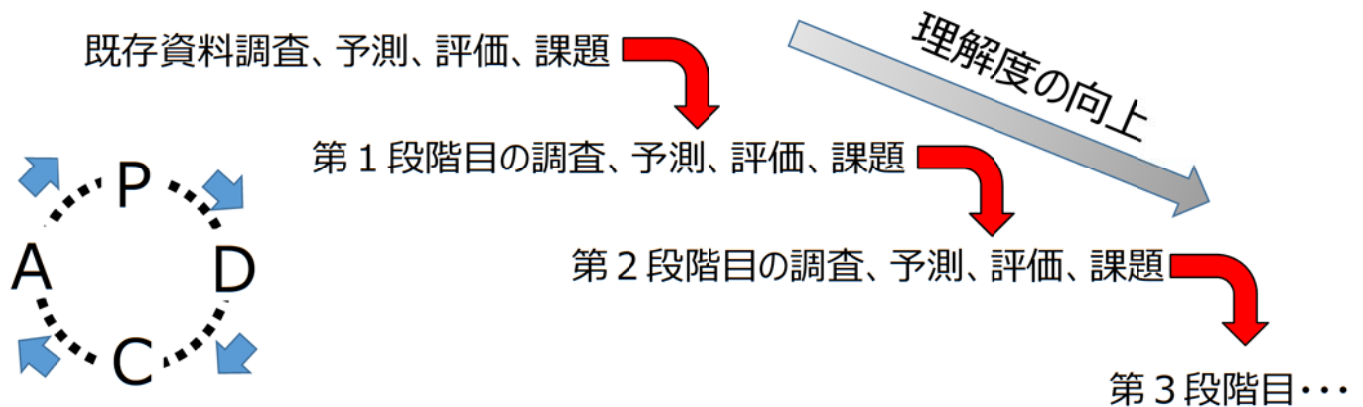 既存資料調査、予測、評価、課題
理解度の向上
第１段階目の調査、予測、評価、課題
第２段階目の調査、予測、評価、課題
第３段階目・・・
P
A
D
C